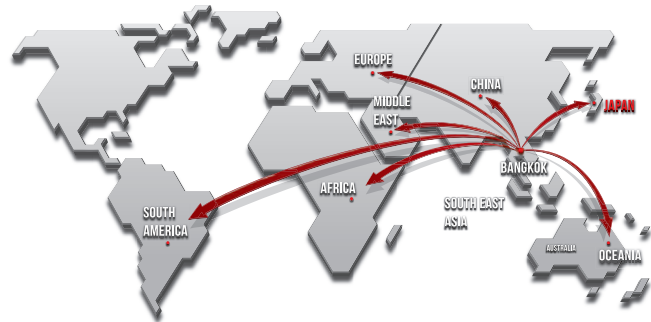 EUROPE
CHINA
MIDDLE
EAST
JAPAN
BANGKOK
AFRICA
SOUTH EAST
ASIA
SOUTH
AMERICA
AUSTRALIA
OCEANIA